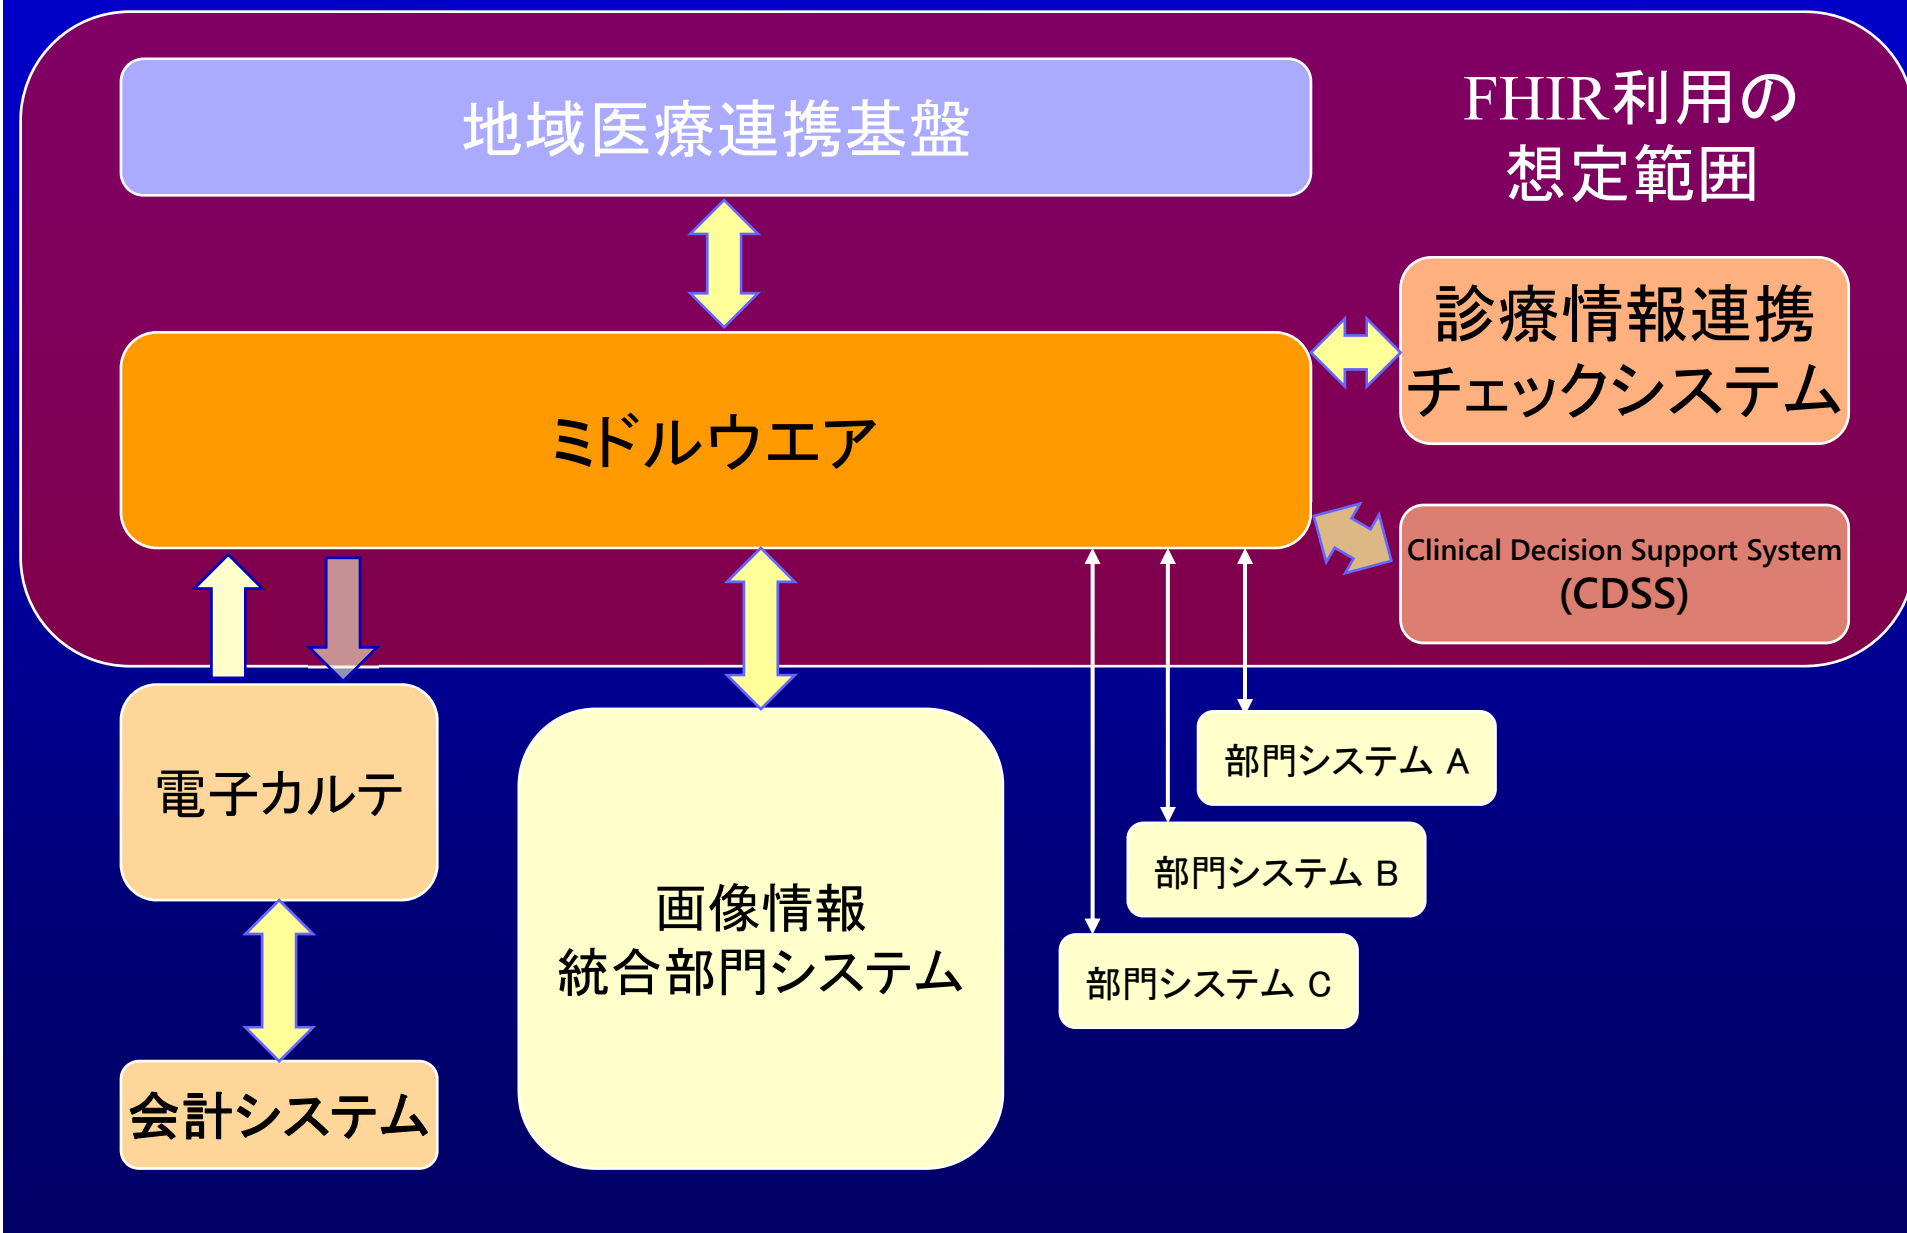 地域医療連携基盤
FHIR利用の
想定範囲
診療情報連携
チェックシステム
ミドルウエア
Clinical Decision Support System
(CDSS)
電子カルテ
画像情報
統合部門システム
部門システム A
部門システム B
部門システム C
会計システム